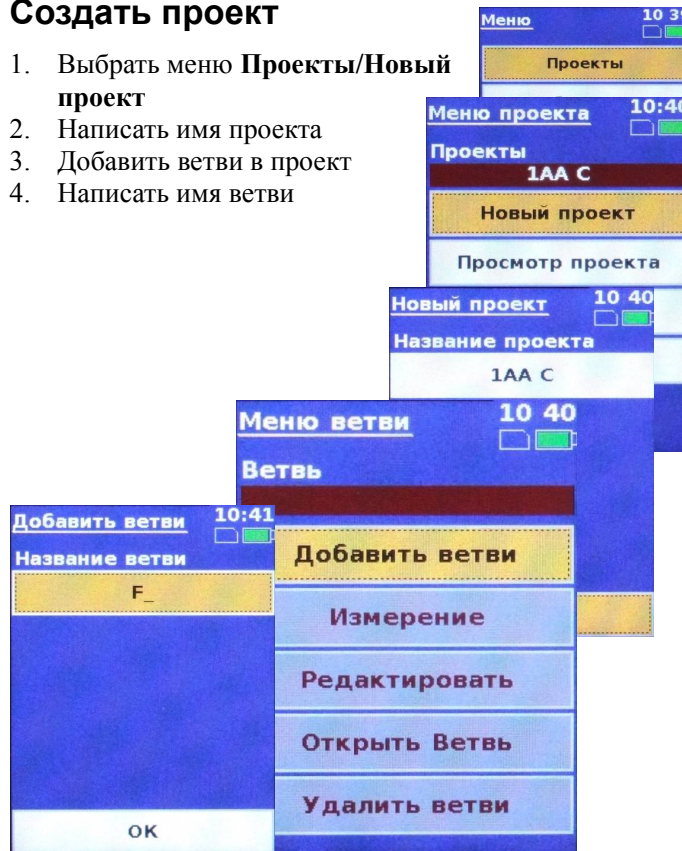 Создать проект
1. Выбрать меню Проекты/Новый
проект
2. Написать имя проекта
3. Добавить ветви в проект
4. Написать имя ветви
Меню 10 39
Проекты
Меню проекта 10:40
Проекты
1AA C
Новый проект
Просмотр проекта
Новый проект 10 40
Название проекта
1AA C
Меню ветви 10 40
Ветвь
Добавить ветви
Измерение
Редактировать
Открыть Ветвь
Удалить ветви
Добавить ветви 10:41
Название ветви
F_
OK